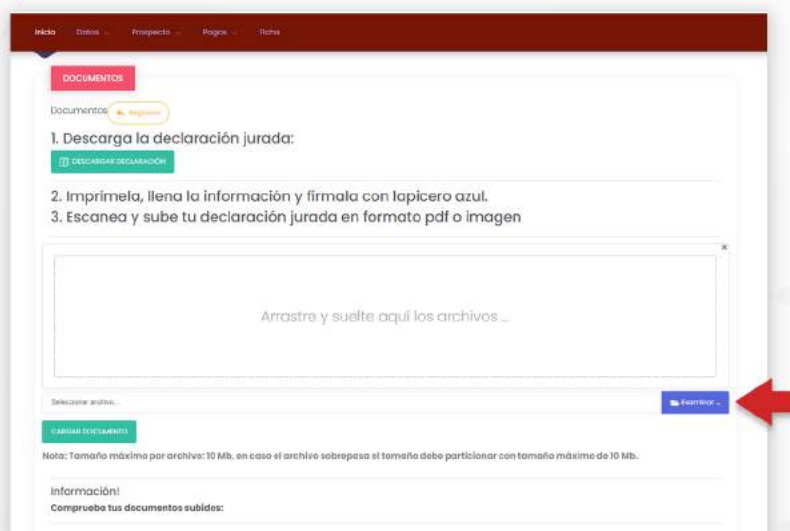 Inicio Datos Prospecto Pagos Ficha
DOCUMENTOS
Documentos Regresar
1. Descarga la declaración jurada:
DESCARGAR DECLARACIÓN
2. Imprímela, llena la información y fírmala con lapicero azul.
3. Escanea y sube tu declaración jurada en formato pdf o imagen
Arrastre y suelte aquí los archivos …
Seleccionar archivo...
Examinar …
CARGAR DOCUMENTO
Nota: Tamaño máximo por archivo: 10 Mb, en caso el archivo sobrepasa el tamaño debe particionar con tamaño máximo de 10 Mb.
Información!
Comprueba tus documentos subidos: